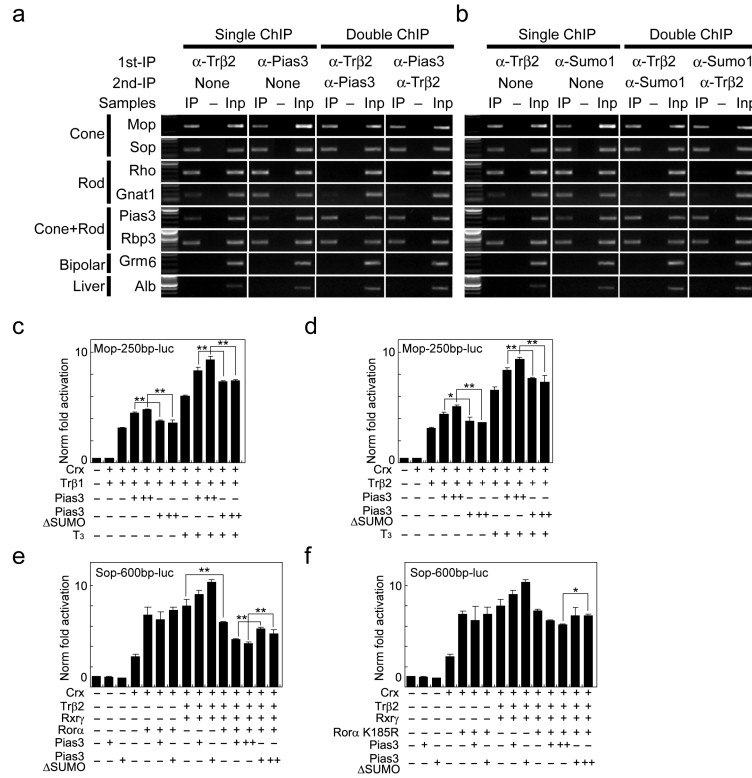 a
Single ChIP Double ChIP
1st-IP α-Trβ2 α-Pias3 α-Trβ2 α-Pias3
2nd-IP None None α-Pias3 α-Trβ2
Samples IP – Inp IP – Inp IP – Inp IP – Inp
Cone Mop
Sop
Rod Rho
Gnat1
Cone+Rod Pias3
Rbp3
Bipolar Grm6
Liver Alb
b
Single ChIP Double ChIP
α-Trβ2 α-Sumo1 α-Trβ2 α-Sumo1
None None α-Sumo1 α-Trβ2
IP – Inp IP – Inp IP – Inp IP – Inp
c
Mop-250bp-luc
Norm fold activation
10
0
** ** ** **
Crx – + + + + + + + + + + + +
Trβ1 – – + + + + + + + + + + +
Pias3 + ++ + ++
Pias3 ΔSUMO + ++ + ++
T3 + + + + +
d
Mop-250bp-luc
Norm fold activation
10
0
* ** ** **
Crx – + + + + + + + + + + +
Trβ2 – – + + + + + + + + + +
Pias3 + ++ + ++
Pias3 ΔSUMO + ++ + ++
T3 + + + + +
e
Sop-600bp-luc
Norm fold activation
10
0
** ** **
Crx – – – + + + + + + + + + + + +
Trβ2 – – – – – – – + + + + + + + +
Rxrγ – – – – – – – + + + + + + + +
Rorα – – – – + + + – – – + + + + +
Pias3 – + – – – + – – + – – + ++ – –
Pias3 ΔSUMO – – + – – – + – – + – – – + ++
f
Sop-600bp-luc
Norm fold activation
10
0
*
Crx – – – + + + + + + + + + + + +
Trβ2 – – – – – – – + + + + + + + +
Rxrγ – – – – – – – + + + + + + + +
Rorα K185R – – – – + + + – – – + + + + +
Pias3 – + – – – + – – + – – + ++ – –
Pias3 ΔSUMO – – + – – – + – – + – – – + ++